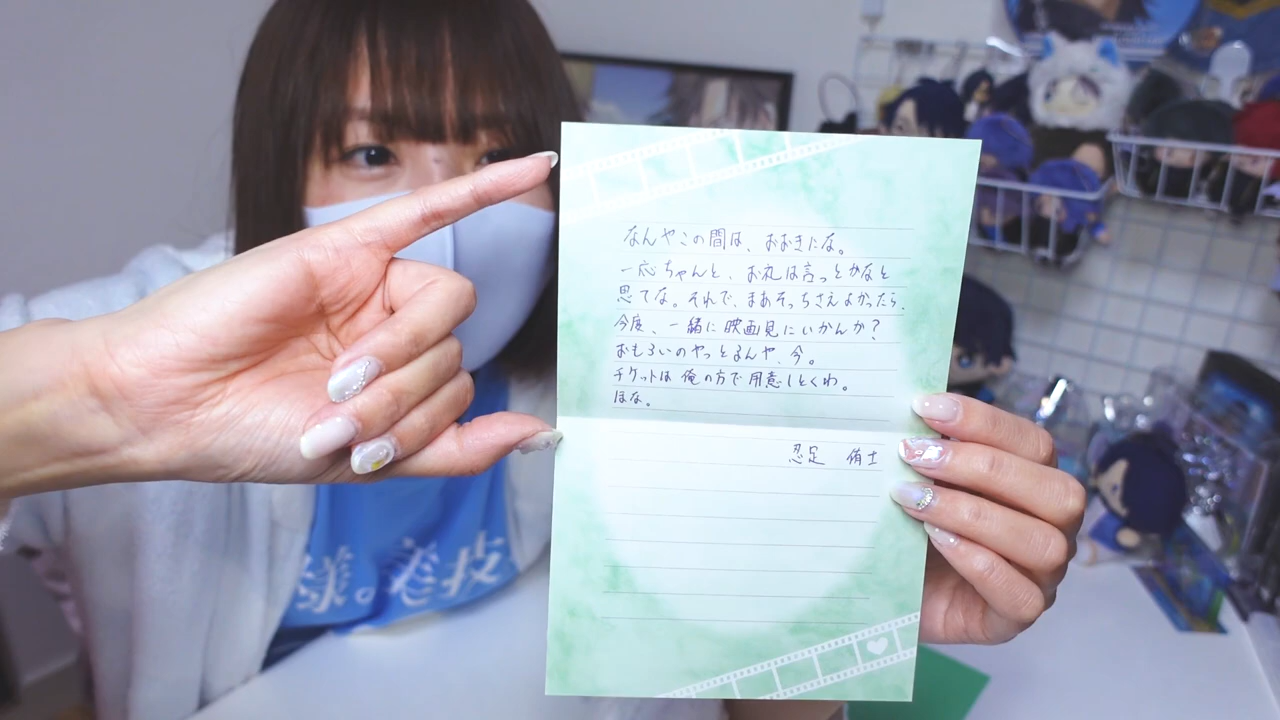 なんやこの間は、おおきにな。
一応ちゃんと、お礼は言っとかなと
思てな。それで、まあそっちさえよかったら、
今度、一緒に映画見にいかんか？
おもろいのやっとるんや、今。
チケットは俺の方で用意しとくわ。
ほな。
忍足 侑士
様。美技